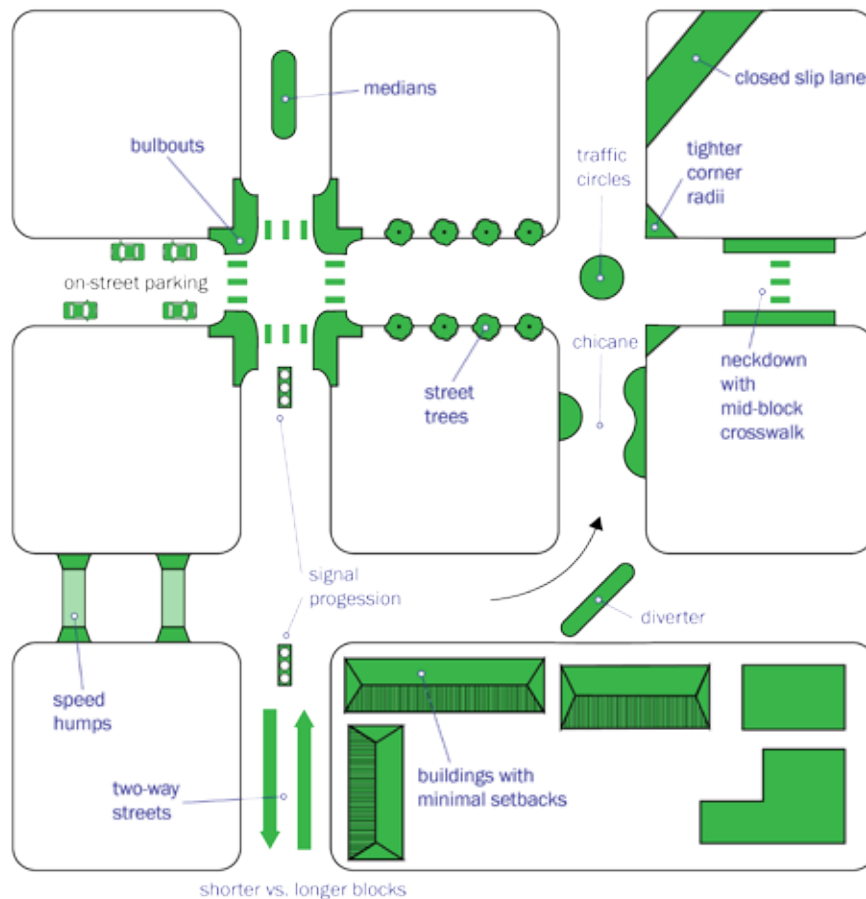 medians
closed slip lane
bulbouts
traffic
circles
tighter
corner
radii
on-street parking
chicane
street
trees
neckdown
with
mid-block
crosswalk
signal
progession
diverter
speed
humps
two-way
streets
buildings with
minimal setbacks
shorter vs. longer blocks